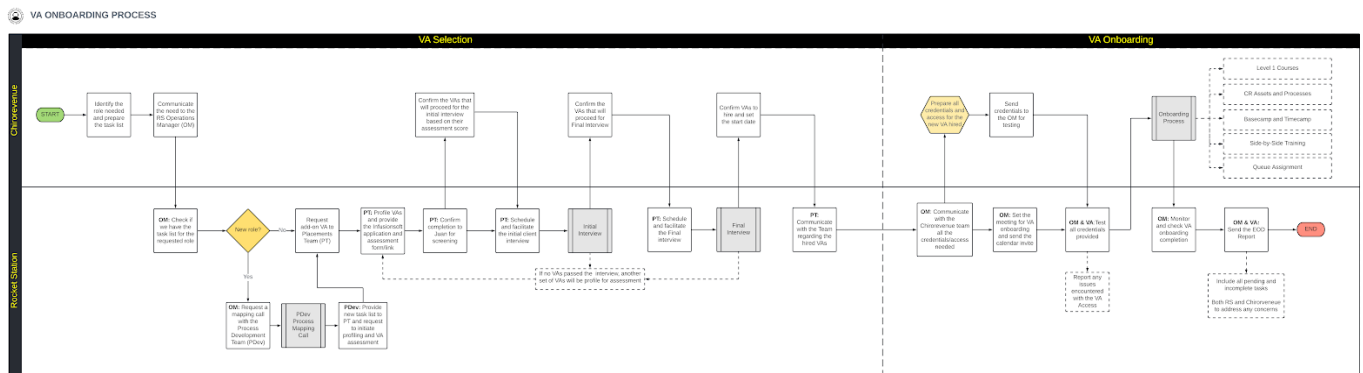 VA ONBOARDING PROCESS
VA Selection
VA Onboarding
Chirorevenue
START
Identify the
role needed
and prepare
the task list
Communicate
the need to the
RS Operations
Manager (OM)
Confirm the VAs that
will proceed for the
initial interview
based on their
assessment score
Confirm the
VAs that will
proceed for
Final Interview
Confirm VAs to
hire and set
the start date
Prepare all
credentials and
access for the
new VA hired
Send
credentials to
the OM for
testing
Onboarding
Process
Level 1 Courses
CR Assets and Processes
Basecamp and Timecamp
Side-by-Side Training
Queue Assignment
Rocket Station
OM: Check if
we have the
task list for the
requested role
New role?
No
Yes
Request
add-on VA to
Placements
Team (PT)
PT: Profile VAs
and provide
the Infusionsoft
application and
assessment
form/link
PT: Confirm
completion to
Juan for
screening
PT: Schedule
and facilitate
the initial client
interview
Initial
Interview
PT: Schedule
and facilitate
the Final
interview
Final
Interview
PT:
Communicate
with the Team
regarding the
hired VAs
If no VAs passed the interview, another
set of VAs will be profile for assessment
OM: Request a
mapping call
with the
Process
Development
Team (PDev)
PDev
Process
Mapping
Call
PDev: Provide
new task list to
PT and request
to initiate
profiling and VA
assessment
OM: Communicate
with the
Chirorevenue team
all the
credentials/access
needed
OM: Set the
meeting for VA
onboarding
and send the
calendar invite
OM & VA: Test
all credentials
provided
Report any
issues
encountered
with the VA
Access
OM: Monitor
and check VA
onboarding
completion
OM & VA:
Send the EOD
Report
Include all pending and
incomplete tasks
Both RS and Chirorveneue
to address any concerns
END